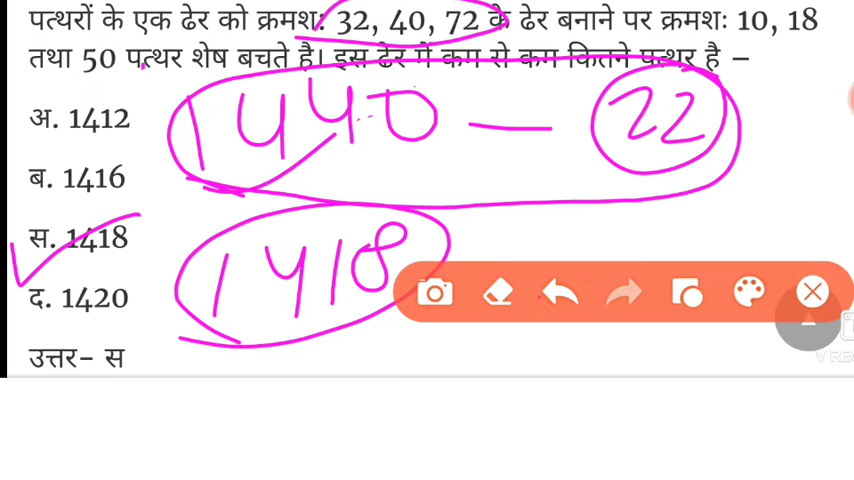 पत्थरों के एक ढेर को क्रमश: 32, 40, 72 के ढेर बनाने पर क्रमश: 10, 18
तथा 50 पत्थर शेष बचते है। इस ढेर में कम से कम कितने पत्थर है –
अ. 1412
1440 — 22
ब. 1416
स. 1418
1418
द. 1420
उत्तर- स